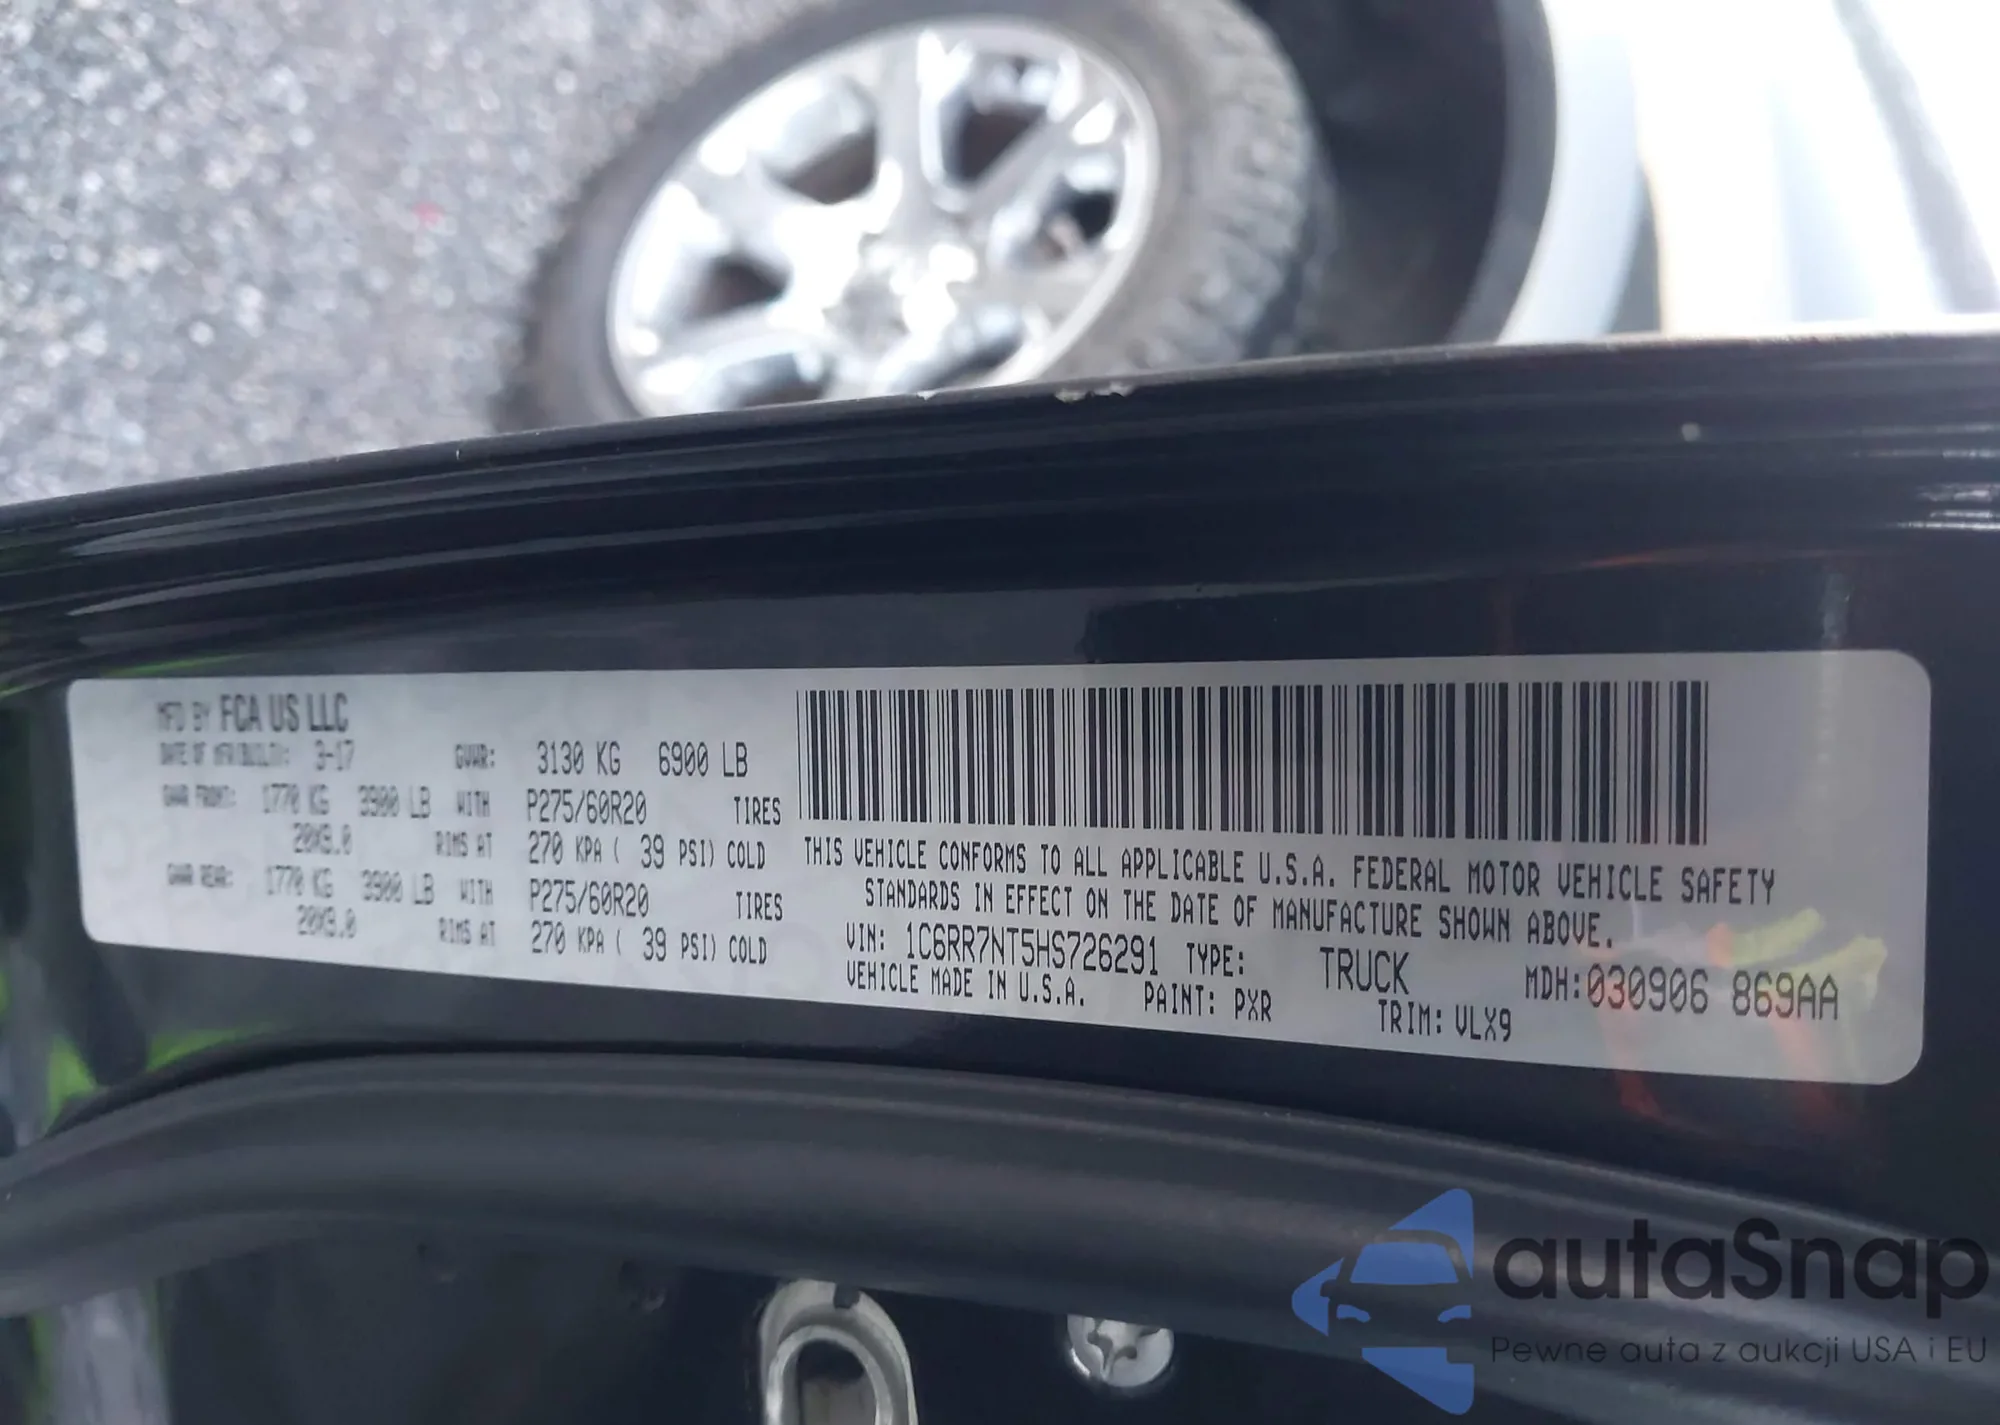 MFD BY FCA US LLC
DATE OF MFR(BUILT): 3-17 GVWR: 3130 KG 6900 LB
GAWR FRONT: 1770 KG 3900 LB WITH P275/60R20 TIRES
20X9.0 RIMS AT 270 KPA ( 39 PSI) COLD
GAWR REAR: 1770 KG 3900 LB WITH P275/60R20 TIRES
20X9.0 RIMS AT 270 KPA ( 39 PSI) COLD
THIS VEHICLE CONFORMS TO ALL APPLICABLE U.S.A. FEDERAL MOTOR VEHICLE SAFETY
STANDARDS IN EFFECT ON THE DATE OF MANUFACTURE SHOWN ABOVE.
VIN: 1C6RR7NT5HS726291 TYPE: TRUCK MDH:030906 869AA
VEHICLE MADE IN U.S.A. PAINT: PXR TRIM: VLX9
autaSnap
Pewne auta z aukcji USA i EU